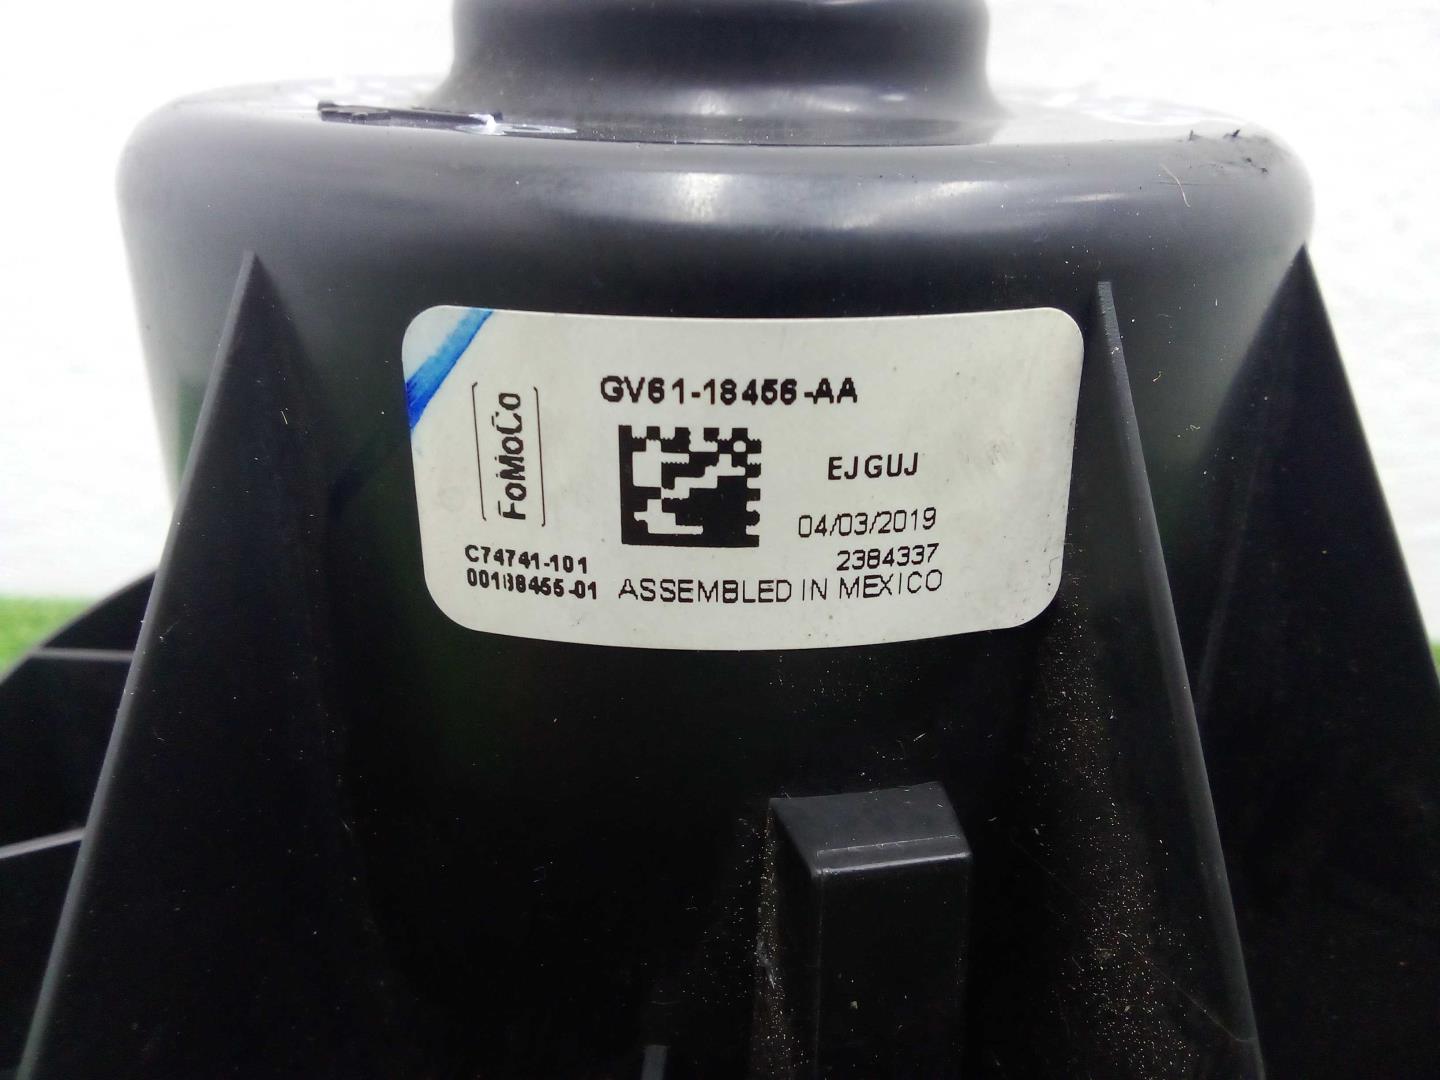 GV61-18456-AA
FoMoCo
EJGUJ
04/03/2019
2384337
C74741-101
00188455-01
ASSEMBLED IN MEXICO